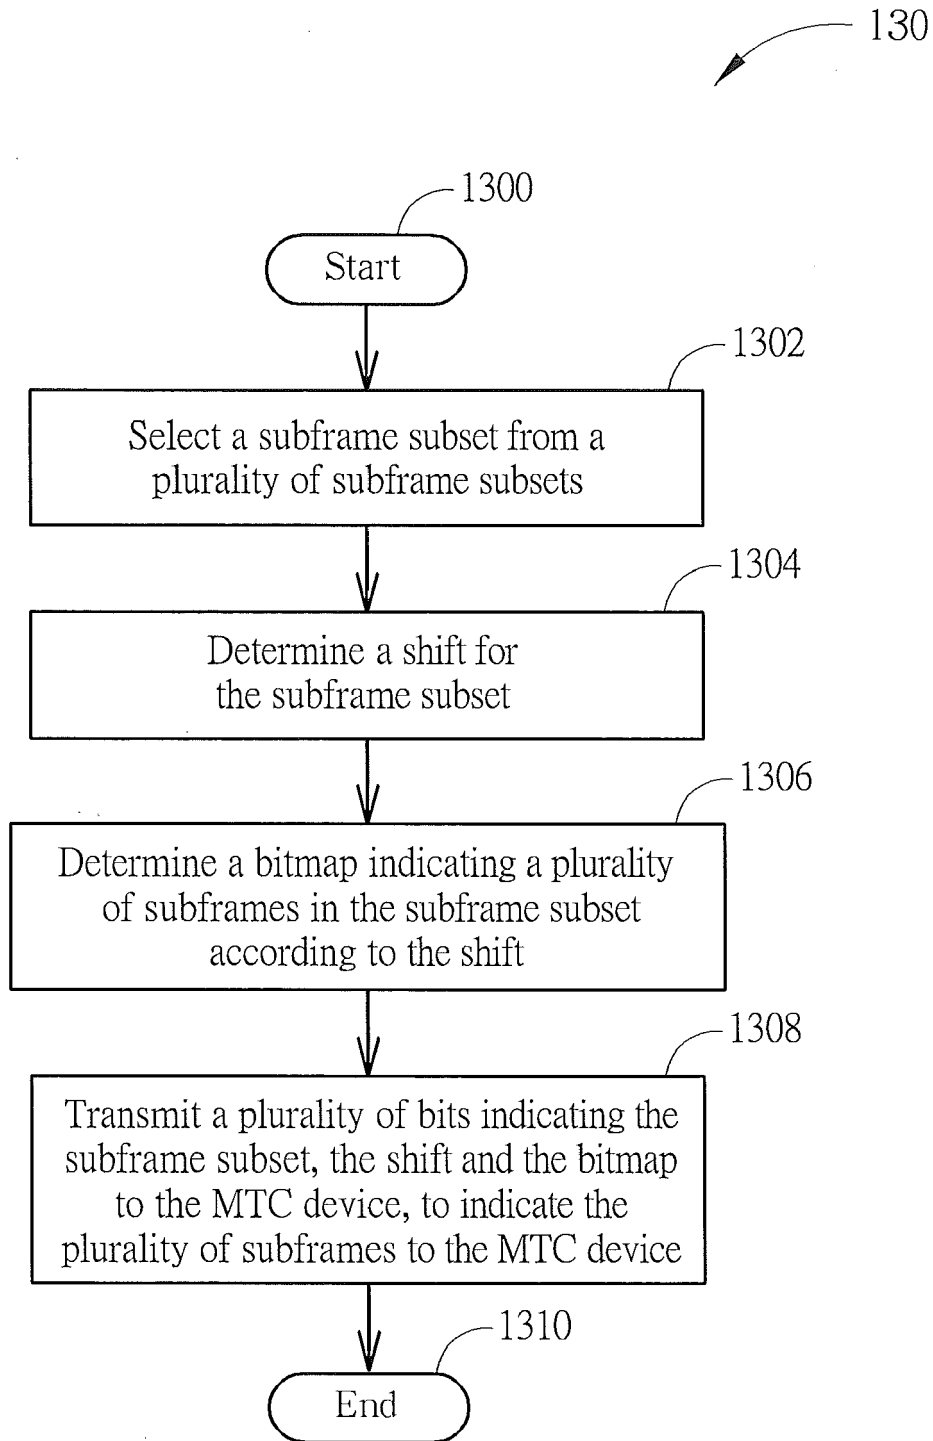 130
1300
Start
1302
Select a subframe subset from a
plurality of subframe subsets
1304
Determine a shift for
the subframe subset
1306
Determine a bitmap indicating a plurality
of subframes in the subframe subset
according to the shift
1308
Transmit a plurality of bits indicating the
subframe subset, the shift and the bitmap
to the MTC device, to indicate the
plurality of subframes to the MTC device
1310
End